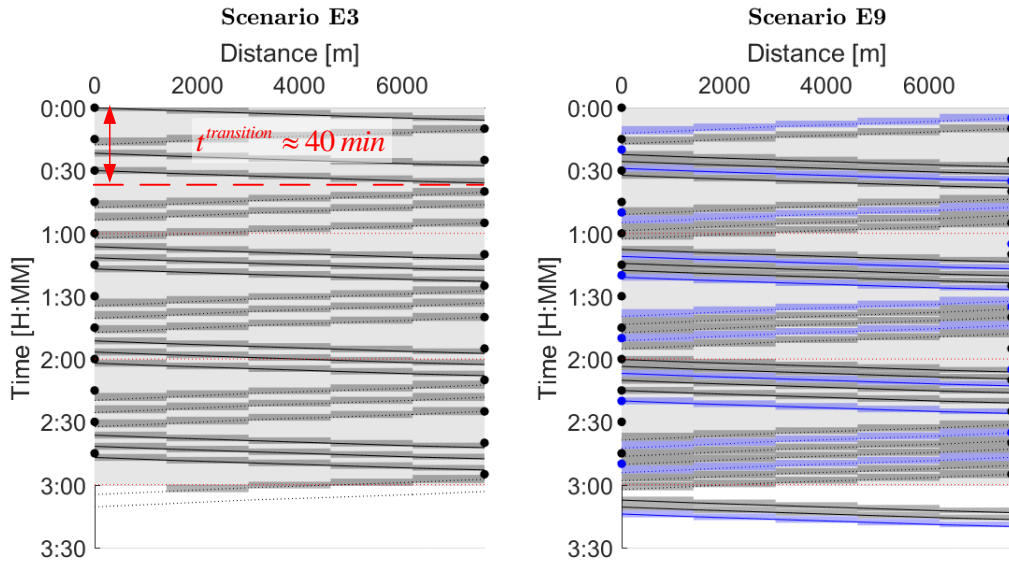 Scenario E3
Distance [m]
0 2000 4000 6000
0:00
0:30
1:00
1:30
2:00
2:30
3:00
3:30
Time [H:MM]
t^transition ≈ 40 min
Scenario E9
Distance [m]
0 2000 4000 6000
0:00
0:30
1:00
1:30
2:00
2:30
3:00
3:30
Time [H:MM]